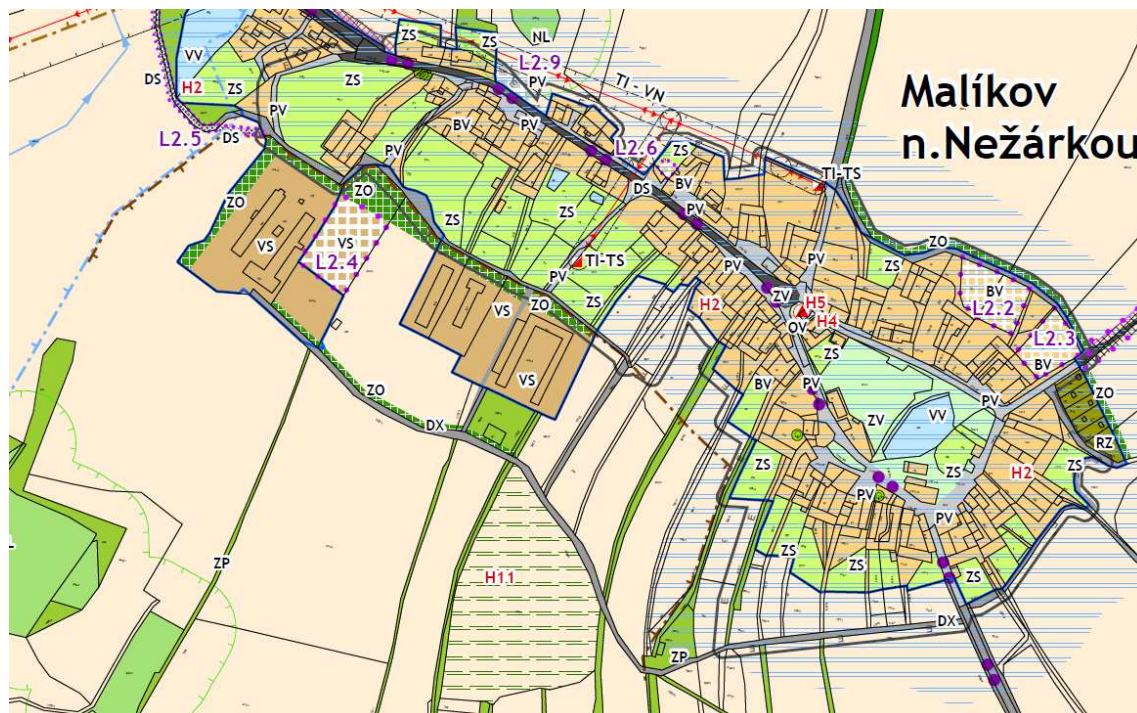 ZS
ZS
NL
VV
ZS
L2.9
DS
H2
ZS
PV
TI - VN
Malíkov
n.Nežárkou
PV
L2.5
DS
BV
PV
PV
L2.6
ZS
ZO
DS
BV
TI-TS
ZO
ZS
ZS
PV
VS
VS
L2.4
TI-TS
PV
PV
ZO
ZS
BV
PV
ZO
ZS
H2
ZV
H5
L2.2
VS
OV
H4
L2.3
ZS
BV
VS
BV
PV
ZO
ZO
PV
DX
ZV
VV
RZ
ZS
ZS
H2
ZS
PV
PV
ZP
H11
ZS
ZS
ZS
DX
ZP